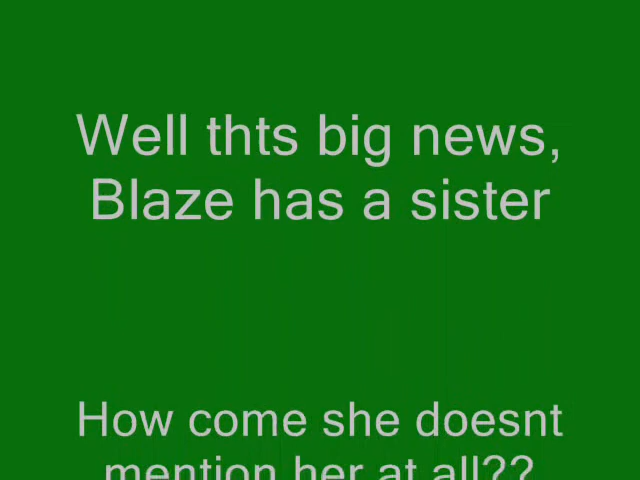 Well thts big news,
Blaze has a sister
How come she doesnt
mention her at all??